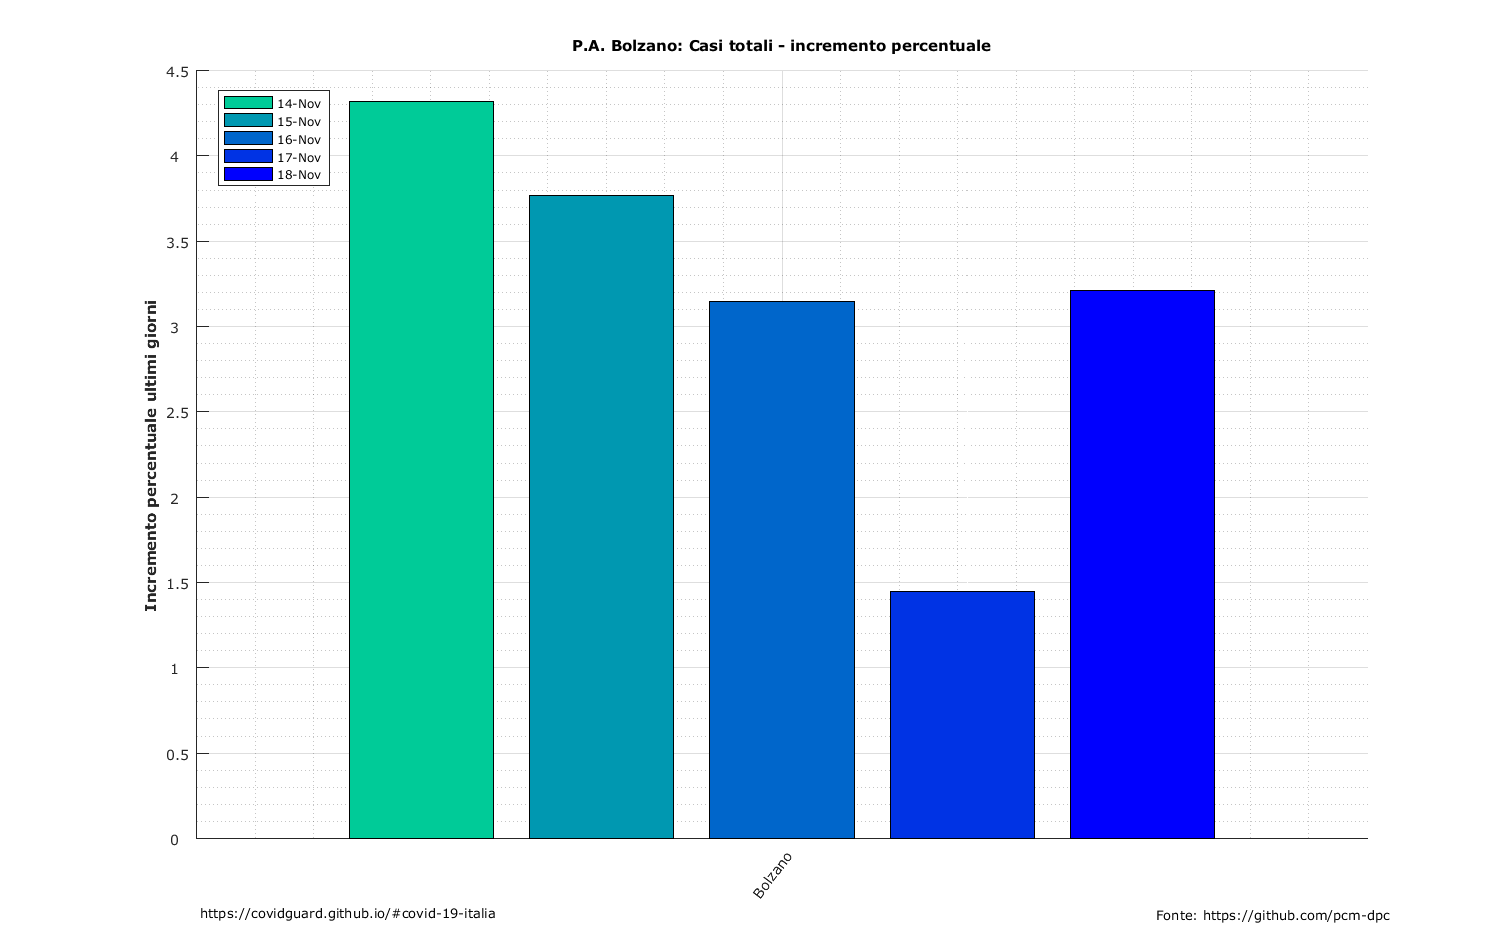 P.A. Bolzano: Casi totali - incremento percentuale
4.5
4
3.5
3
2.5
2
1.5
1
0.5
0
Incremento percentuale ultimi giorni
14-Nov
15-Nov
16-Nov
17-Nov
18-Nov
Bolzano
https://covidguard.github.io/#covid-19-italia
Fonte: https://github.com/pcm-dpc